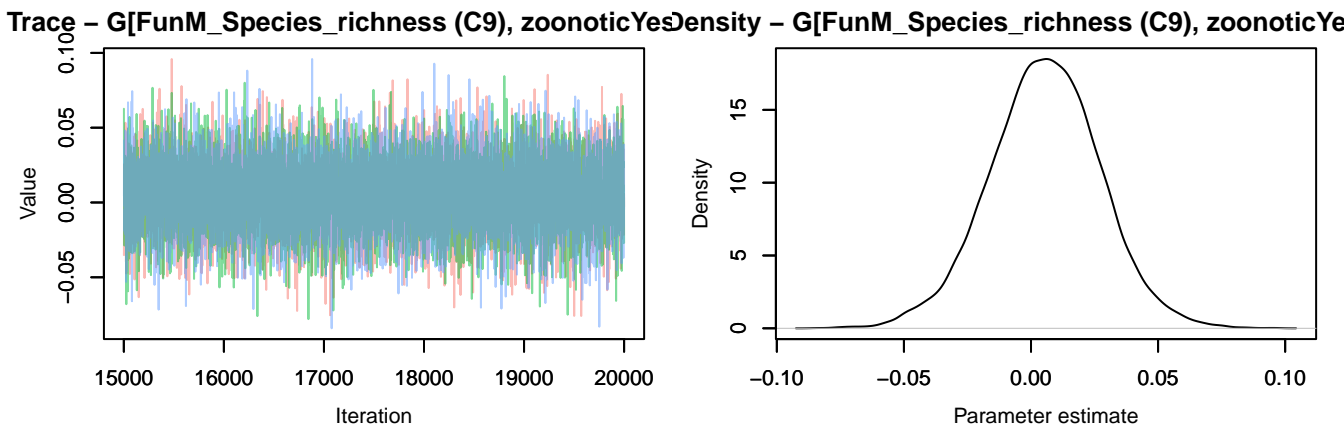 Trace – G[FunM_Species_richness (C9), zoonoticYes
0.10
0.05
0.00
−0.05
Value
15000 16000 17000 18000 19000 20000
Iteration
Density – G[FunM_Species_richness (C9), zoonoticYe
15
10
5
0
Density
−0.10 −0.05 0.00 0.05 0.10
Parameter estimate